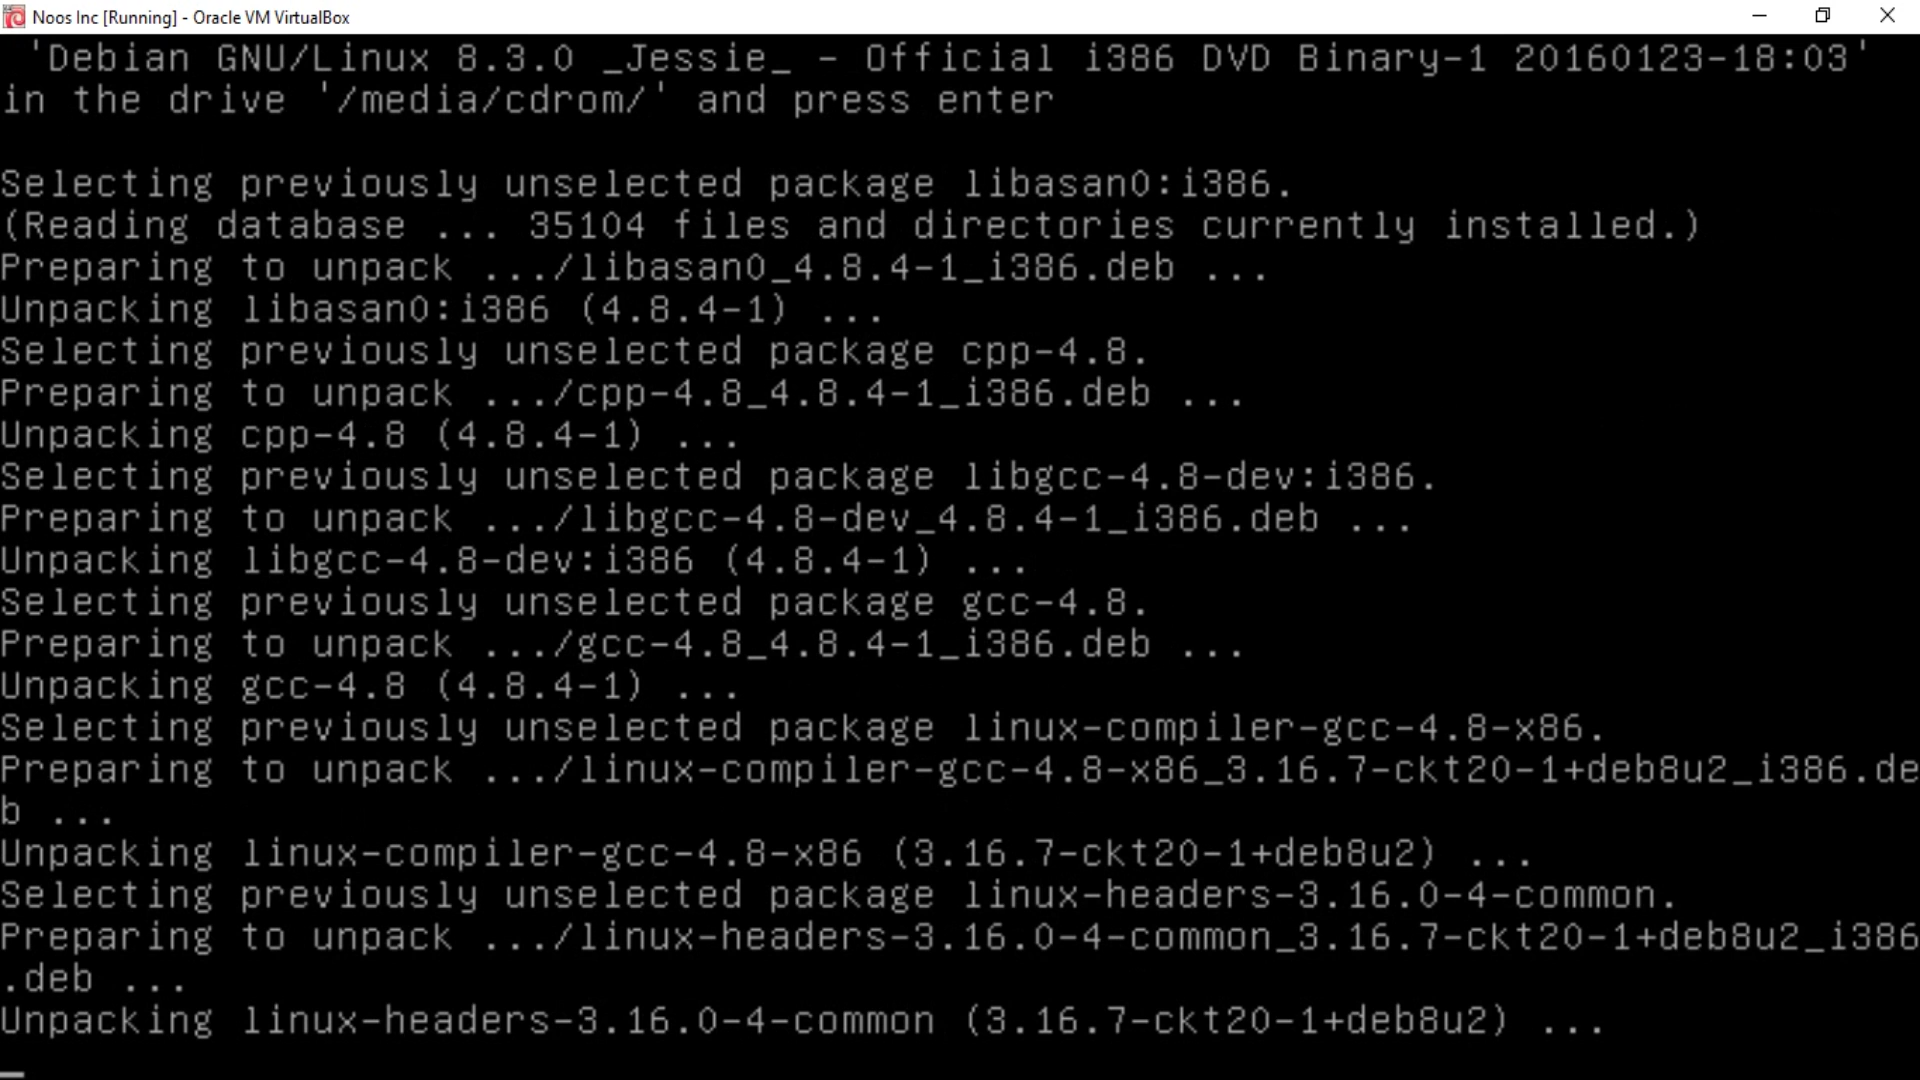 Noos Inc [Running] - Oracle VM VirtualBox
'Debian GNU/Linux 8.3.0 _Jessie_ - Official i386 DVD Binary-1 20160123-18:03'
in the drive '/media/cdrom/' and press enter
Selecting previously unselected package libasan0:i386.
(Reading database ... 35104 files and directories currently installed.)
Preparing to unpack .../libasan0_4.8.4-1_i386.deb ...
Unpacking libasan0:i386 (4.8.4-1) ...
Selecting previously unselected package cpp-4.8.
Preparing to unpack .../cpp-4.8_4.8.4-1_i386.deb ...
Unpacking cpp-4.8 (4.8.4-1) ...
Selecting previously unselected package libgcc-4.8-dev:i386.
Preparing to unpack .../libgcc-4.8-dev_4.8.4-1_i386.deb ...
Unpacking libgcc-4.8-dev:i386 (4.8.4-1) ...
Selecting previously unselected package gcc-4.8.
Preparing to unpack .../gcc-4.8_4.8.4-1_i386.deb ...
Unpacking gcc-4.8 (4.8.4-1) ...
Selecting previously unselected package linux-compiler-gcc-4.8-x86.
Preparing to unpack .../linux-compiler-gcc-4.8-x86_3.16.7-ckt20-1+deb8u2_i386.de
b ...
Unpacking linux-compiler-gcc-4.8-x86 (3.16.7-ckt20-1+deb8u2) ...
Selecting previously unselected package linux-headers-3.16.0-4-common.
Preparing to unpack .../linux-headers-3.16.0-4-common_3.16.7-ckt20-1+deb8u2_i386
.deb ...
Unpacking linux-headers-3.16.0-4-common (3.16.7-ckt20-1+deb8u2) ...